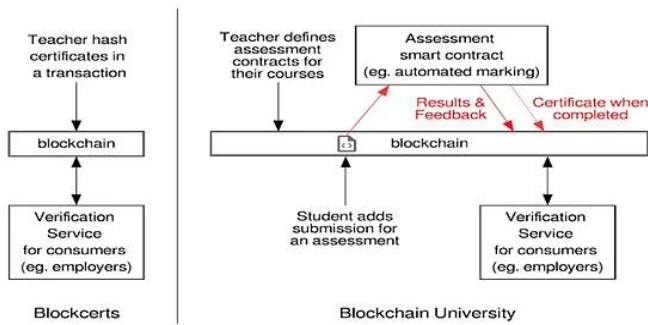 Teacher hash
certificates in
a transaction
blockchain
Verification
Service
for consumers
(eg. employers)
Blockcerts
Teacher defines
assessment
contracts for
their courses
Assessment
smart contract
(eg. automated marking)
Results &
Feedback
Certificate when
completed
blockchain
Student adds
submission for
an assessment
Verification
Service
for consumers
(eg. employers)
Blockchain University